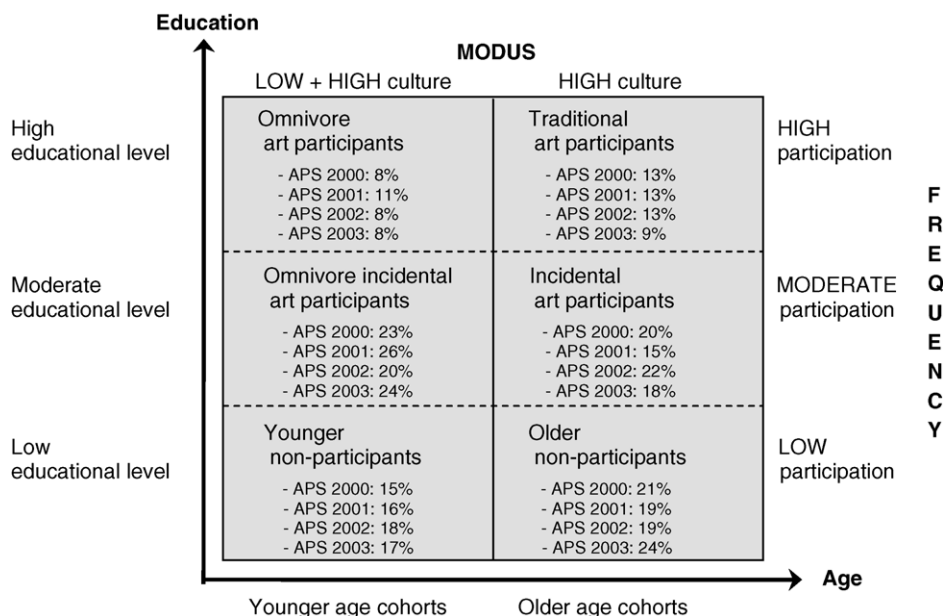 Education
MODUS
LOW + HIGH culture
HIGH culture
High
educational level
Omnivore
art participants
- APS 2000: 8%
- APS 2001: 11%
- APS 2002: 8%
- APS 2003: 8%
Traditional
art participants
- APS 2000: 13%
- APS 2001: 13%
- APS 2002: 13%
- APS 2003: 9%
HIGH
participation
Moderate
educational level
Omnivore incidental
art participants
- APS 2000: 23%
- APS 2001: 26%
- APS 2002: 20%
- APS 2003: 24%
Incidental
art participants
- APS 2000: 20%
- APS 2001: 15%
- APS 2002: 22%
- APS 2003: 18%
MODERATE
participation
Low
educational level
Younger
non-participants
- APS 2000: 15%
- APS 2001: 16%
- APS 2002: 18%
- APS 2003: 17%
Older
non-participants
- APS 2000: 21%
- APS 2001: 19%
- APS 2002: 19%
- APS 2003: 24%
LOW
participation
F
R
E
Q
U
E
N
C
Y
Age
Younger age cohorts
Older age cohorts